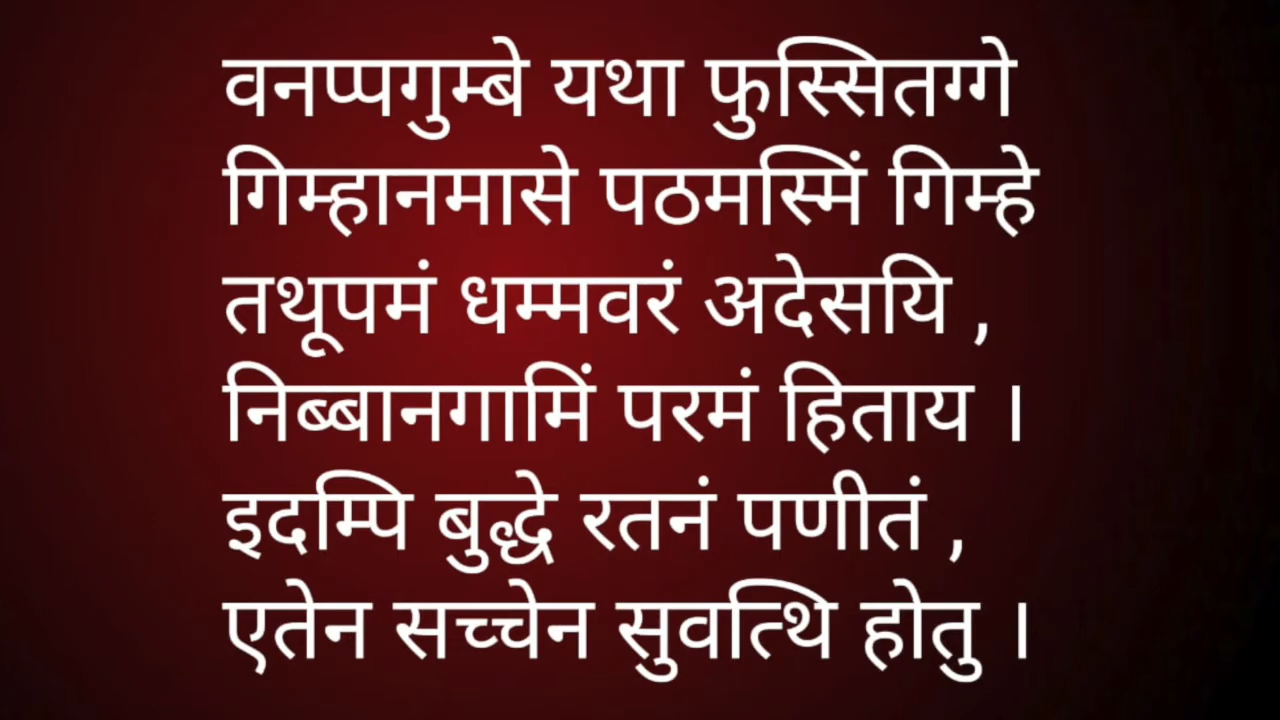 वनप्पगुम्बे यथा फुस्सितग्गे
गिम्हानमासे पठमस्मिं गिम्हे
तथूपमं धम्मवरं अदेसयि ,
निब्बानगामिं परमं हिताय ।
इदम्पि बुद्धे रतनं पणीतं ,
एतेन सच्चेन सुवत्थि होतु ।